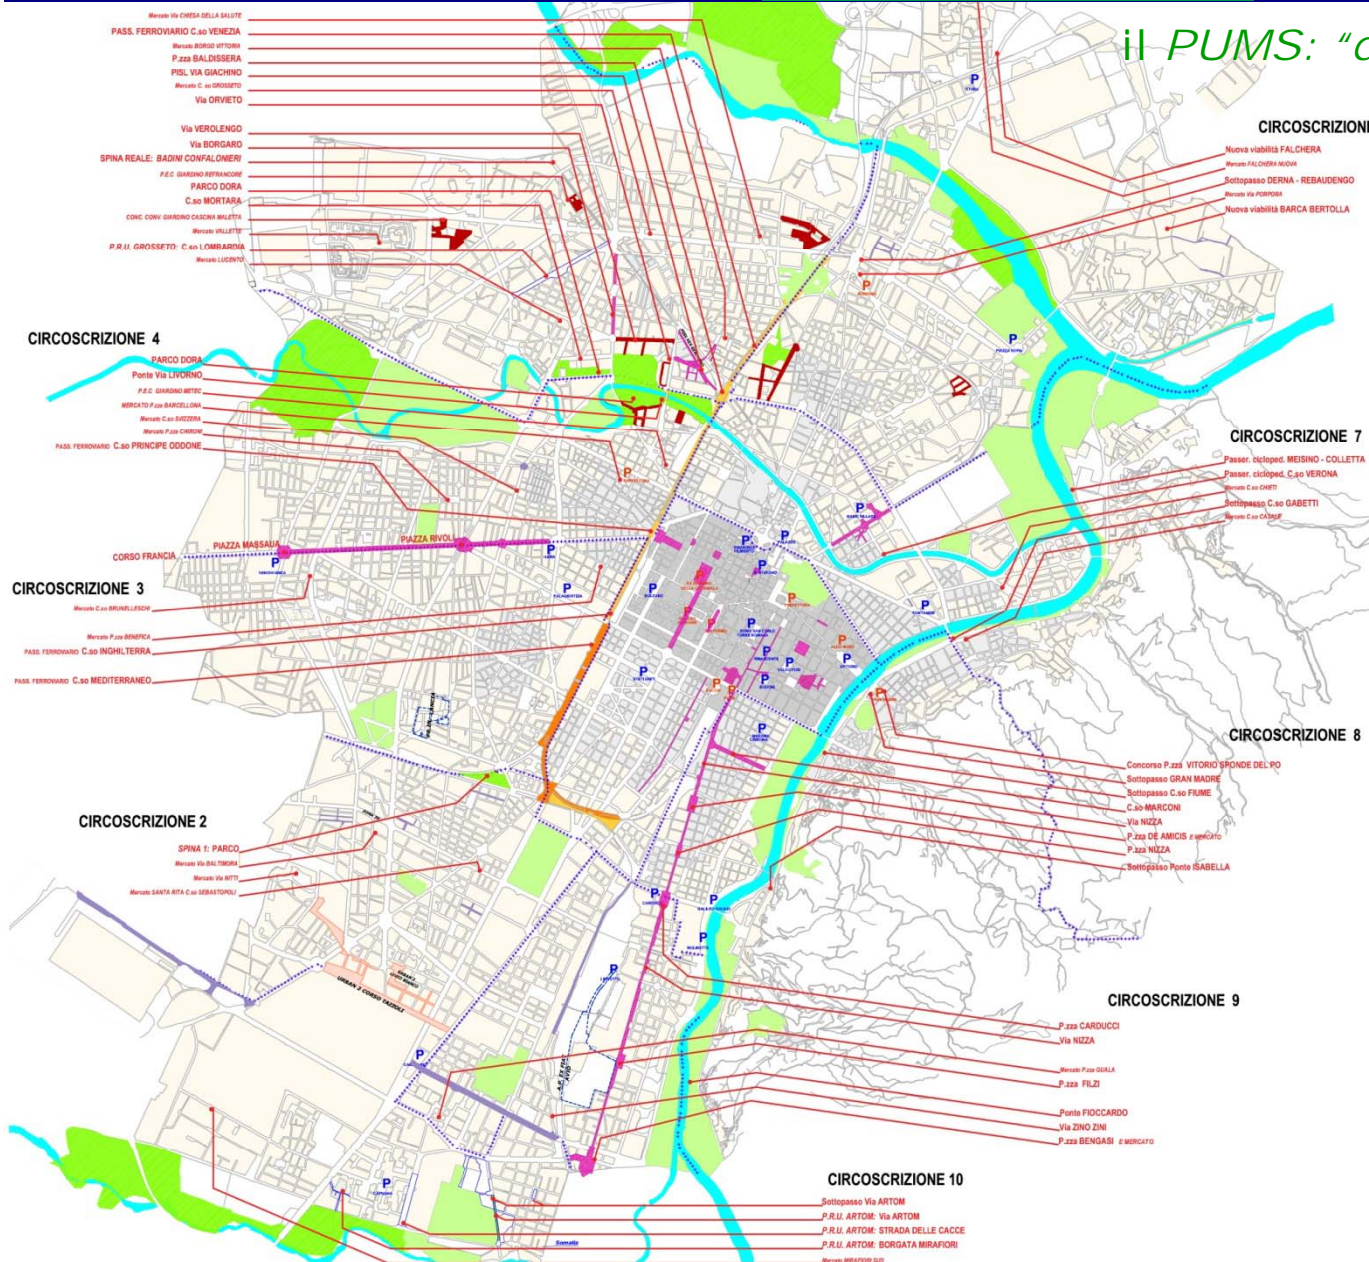 il PUMS: "c
Mercato Via CHIESA DELLA SALUTE
PASS. FERROVIARIO C.so VENEZIA
Mercato BORGO VITTORIA
P.zza BALDISSERA
PISL VIA GIACHINO
Mercato C. so GROSSETO
Via ORVIETO
Via VEROLENGO
Via BORGARO
SPINA REALE: BADINI CONFALONIERI
P.E.C GIARDINO REFRANCORE
PARCO DORA
C.so MORTARA
CONC. CONV. GIARDINO CASCINA MALETTA
Mercato VALLETTE
P.R.U. GROSSETO: C.so LOMBARDIA
Mercato LUCENTO
CIRCOSCRIZIONE
Nuova viabilità FALCHERA
Mercato FALCHERA NUOVA
Sottopasso DERNA - REBAUDENGO
Mercato Via PORPORA
Nuova viabilità BARCA BERTOLLA
CIRCOSCRIZIONE 4
PARCO DORA
Ponte Via LIVORNO
P.E.C GIARDINO METEC
MERCATO P.zza BARCELLONA
Mercato C.so SVIZZERA
Mercato P.zza CHIRONI
PASS. FERROVIARIO C.so PRINCIPE ODDONE
CIRCOSCRIZIONE 7
Passer. cicloped. MEISINO - COLLETTA
Passer. cicloped. C.so VERONA
Mercato C.so CHIETI
Sottopasso C.so GABETTI
Mercato C.so CASALE
PIAZZA MASSAUA
PIAZZA RIVOLI
CORSO FRANCIA
CIRCOSCRIZIONE 3
Mercato C.so BRUNELLESCHI
Mercato P.zza BENEFICA
PASS. FERROVIARIO C.so INGHILTERRA
PASS. FERROVIARIO C.so MEDITERRANEO
CIRCOSCRIZIONE 8
Concorso P.zza VITTORIO SPONDE DEL PO
Sottopasso GRAN MADRE
Sottopasso C.so FIUME
C.so MARCONI
Via NIZZA
P.zza DE AMICIS E MERCATO
P.zza NIZZA
Sottopasso Ponte ISABELLA
CIRCOSCRIZIONE 2
SPINA 1: PARCO
Mercato Via BALTIMORA
Mercato Via NITTI
Mercato SANTA RITA C.so SEBASTOPOLI
URBAN 2 CORSO TAZZOLI
CIRCOSCRIZIONE 9
P.zza CARDUCCI
Via NIZZA
Mercato P.zza GUALA
P.zza FILZI
Ponte FIOCCARDO
Via ZINO ZINI
P.zza BENGASI E MERCATO
CIRCOSCRIZIONE 10
Sottopasso Via ARTOM
P.R.U. ARTOM: Via ARTOM
P.R.U. ARTOM: STRADA DELLE CACCE
P.R.U. ARTOM: BORGATA MIRAFIORI
Mercato MIRAFIORI SUD
Somalia